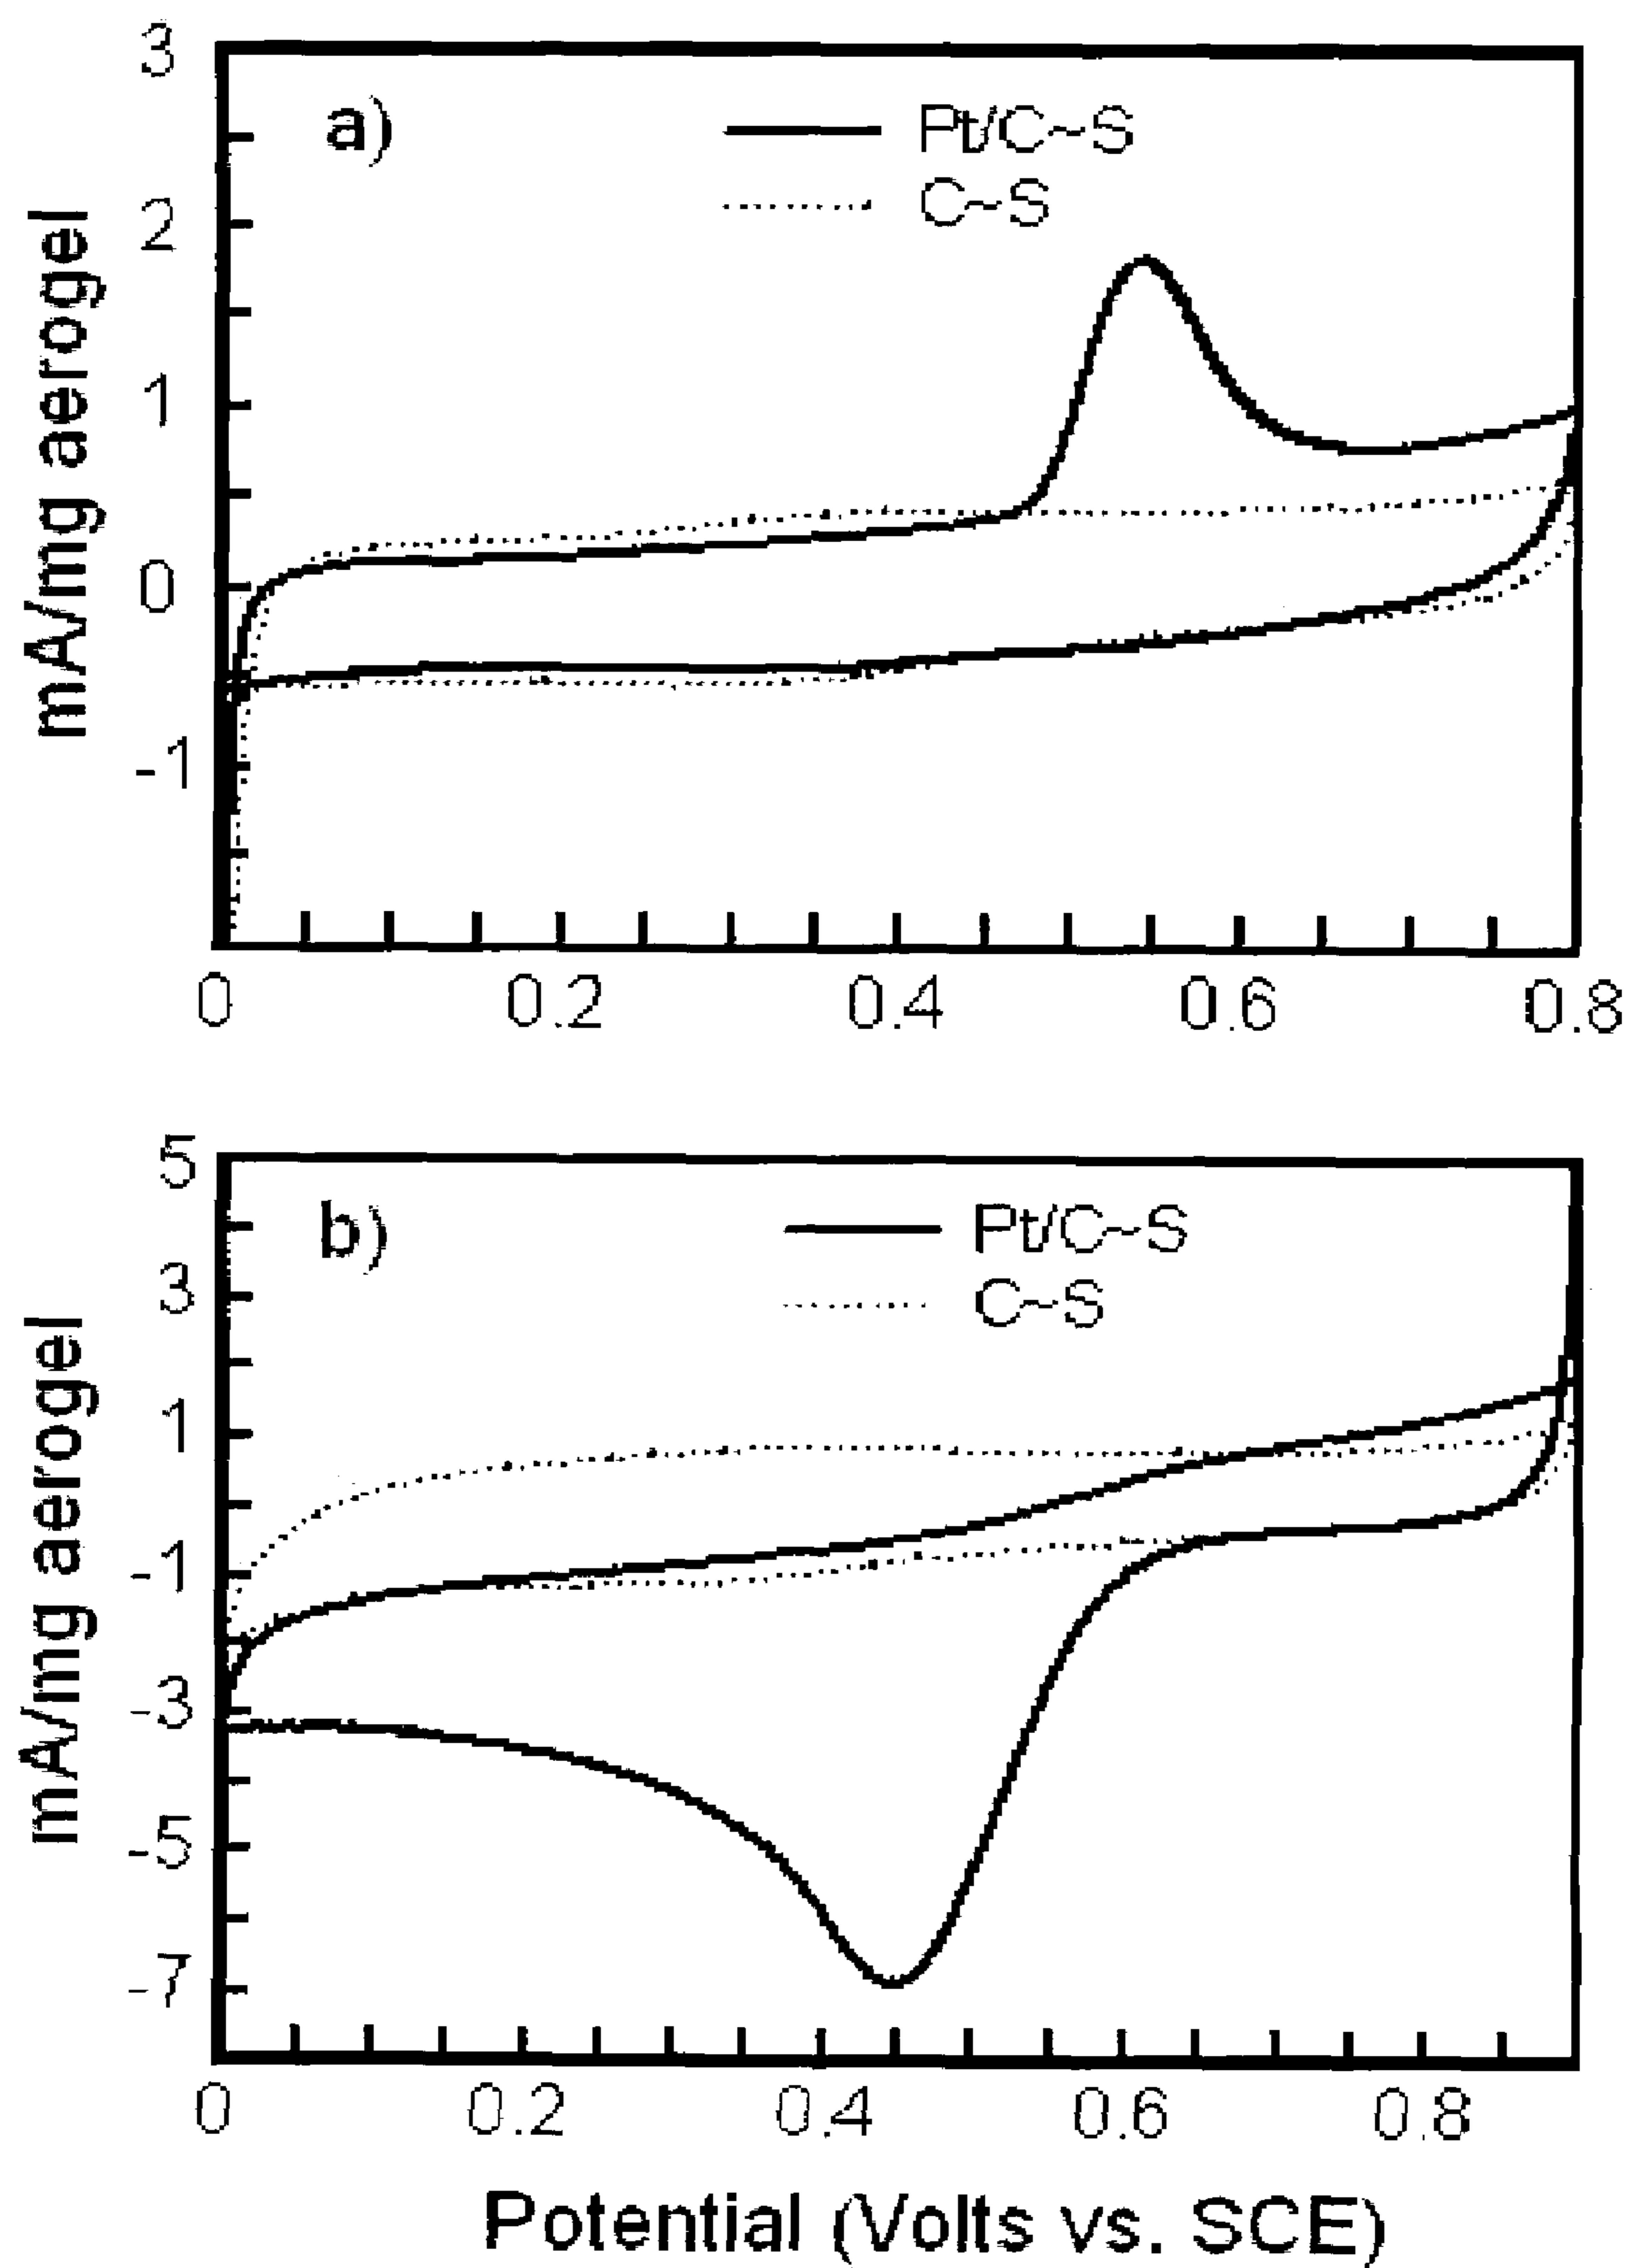 3
a)
Pt/C~S
C~S
2
1
0
-1
mA/mg aerogel
0 0.2 0.4 0.6 0.8
5
b)
Pt/C~S
C~S
3
1
-1
-3
-5
-7
mA/mg aerogel
0 0.2 0.4 0.6 0.8
Potential (Volts vs. SCE)